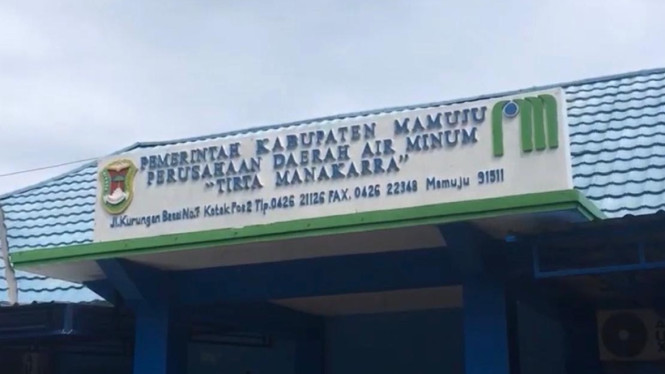 PEMERINTAH KABUPATEN MAMUJU
PERUSAHAAN DAERAH AIR MINUM
"TIRTA MANAKARRA"
Jl.Kurungan Bassi No.7 Kotak Pos 2 Tlp.0426 21126 FAX. 0426 22348 Mamuju 91511